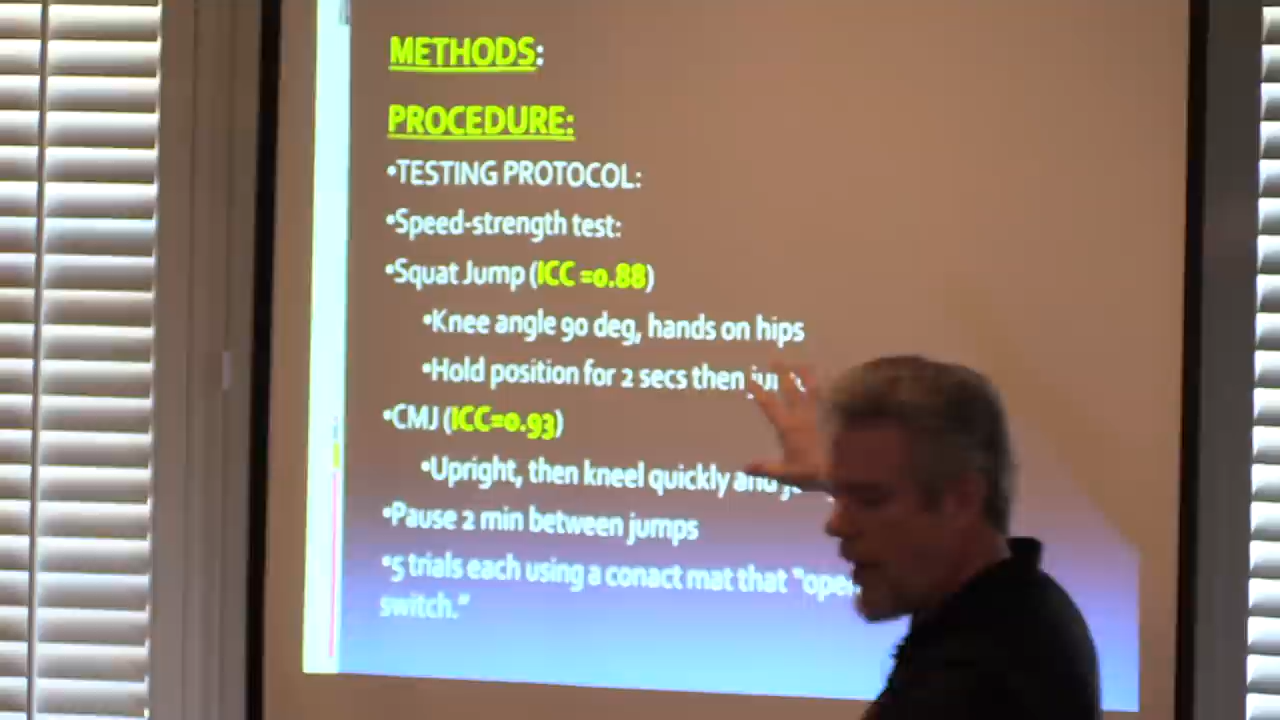 METHODS:
PROCEDURE:
•TESTING PROTOCOL:
•Speed-strength test:
•Squat Jump (ICC =0.88)
•Knee angle 90 deg, hands on hips
•Hold position for 2 secs then
•CMJ (ICC=0.93)
•Upright, then kneel quickly and
•Pause 2 min between jumps
•5 trials each using a conact mat that
switch."